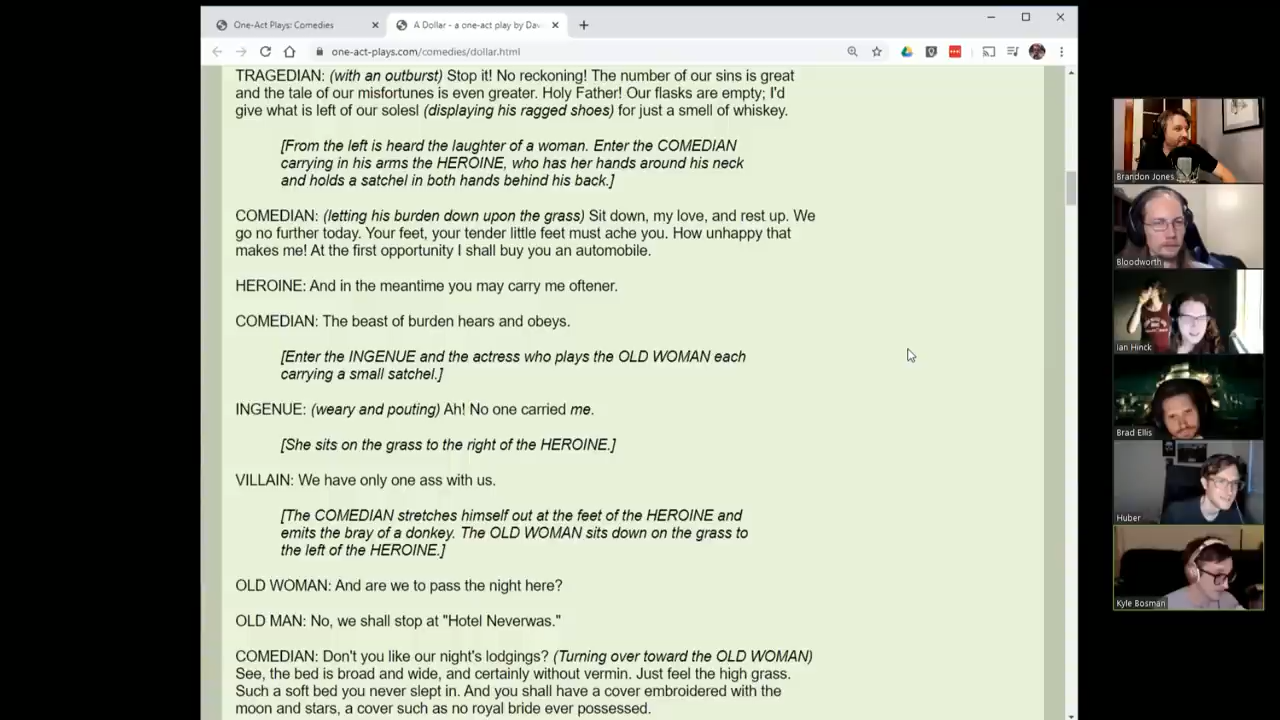 One-Act Plays: Comedies
A Dollar - a one-act play by Dav
one-act-plays.com/comedies/dollar.html
TRAGEDIAN: (with an outburst) Stop it! No reckoning! The number of our sins is great
and the tale of our misfortunes is even greater. Holy Father! Our flasks are empty; I'd
give what is left of our solesl (displaying his ragged shoes) for just a smell of whiskey.
[From the left is heard the laughter of a woman. Enter the COMEDIAN
carrying in his arms the HEROINE, who has her hands around his neck
and holds a satchel in both hands behind his back.]
COMEDIAN: (letting his burden down upon the grass) Sit down, my love, and rest up. We
go no further today. Your feet, your tender little feet must ache you. How unhappy that
makes me! At the first opportunity I shall buy you an automobile.
HEROINE: And in the meantime you may carry me oftener.
COMEDIAN: The beast of burden hears and obeys.
[Enter the INGENUE and the actress who plays the OLD WOMAN each
carrying a small satchel.]
INGENUE: (weary and pouting) Ah! No one carried me.
[She sits on the grass to the right of the HEROINE.]
VILLAIN: We have only one ass with us.
[The COMEDIAN stretches himself out at the feet of the HEROINE and
emits the bray of a donkey. The OLD WOMAN sits down on the grass to
the left of the HEROINE.]
OLD WOMAN: And are we to pass the night here?
OLD MAN: No, we shall stop at "Hotel Neverwas."
COMEDIAN: Don't you like our night's lodgings? (Turning over toward the OLD WOMAN)
See, the bed is broad and wide, and certainly without vermin. Just feel the high grass.
Such a soft bed you never slept in. And you shall have a cover embroidered with the
moon and stars, a cover such as no royal bride ever possessed.
Brandon Jones
Bloodworth
Ian Hinck
Brad Ellis
Huber
Kyle Bosman